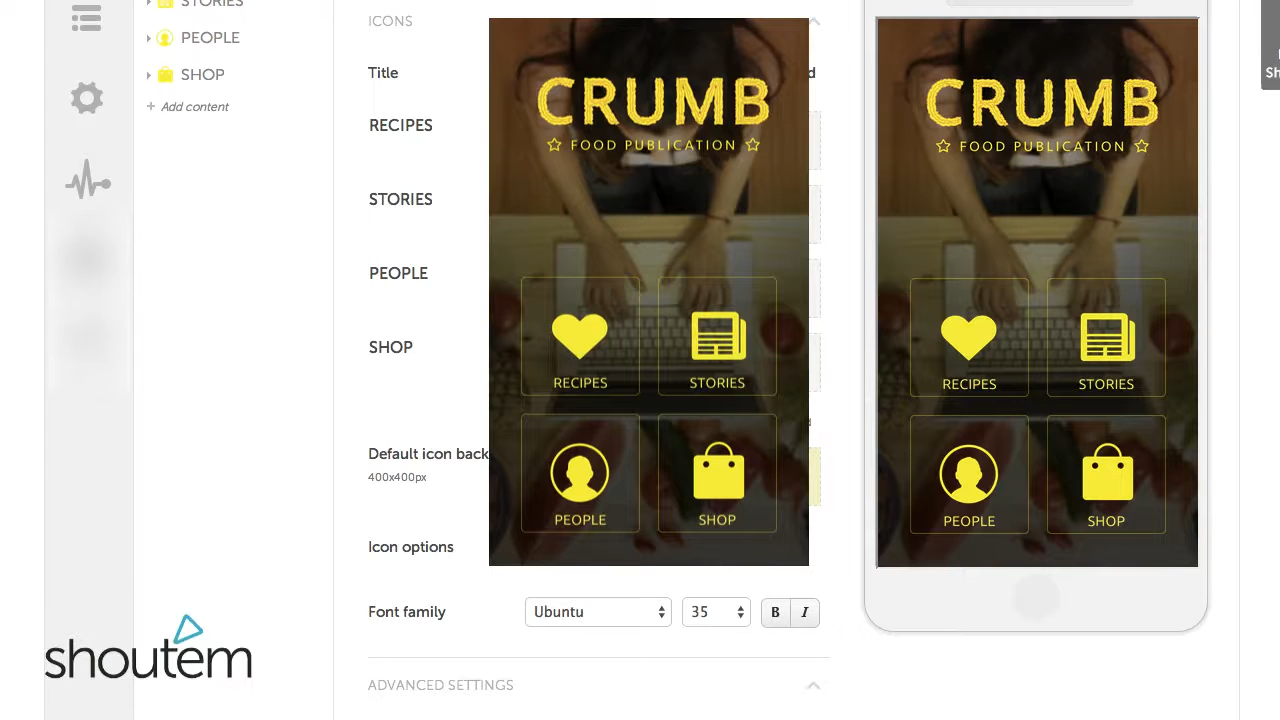 STORIES
PEOPLE
SHOP
+ Add content
ICONS
Title
RECIPES
STORIES
PEOPLE
SHOP
Default icon back
400x400px
Icon options
Font family
Ubuntu
35
B
I
ADVANCED SETTINGS
CRUMB
FOOD PUBLICATION
RECIPES
STORIES
PEOPLE
SHOP
CRUMB
FOOD PUBLICATION
RECIPES
STORIES
PEOPLE
SHOP
Sh
shoutem